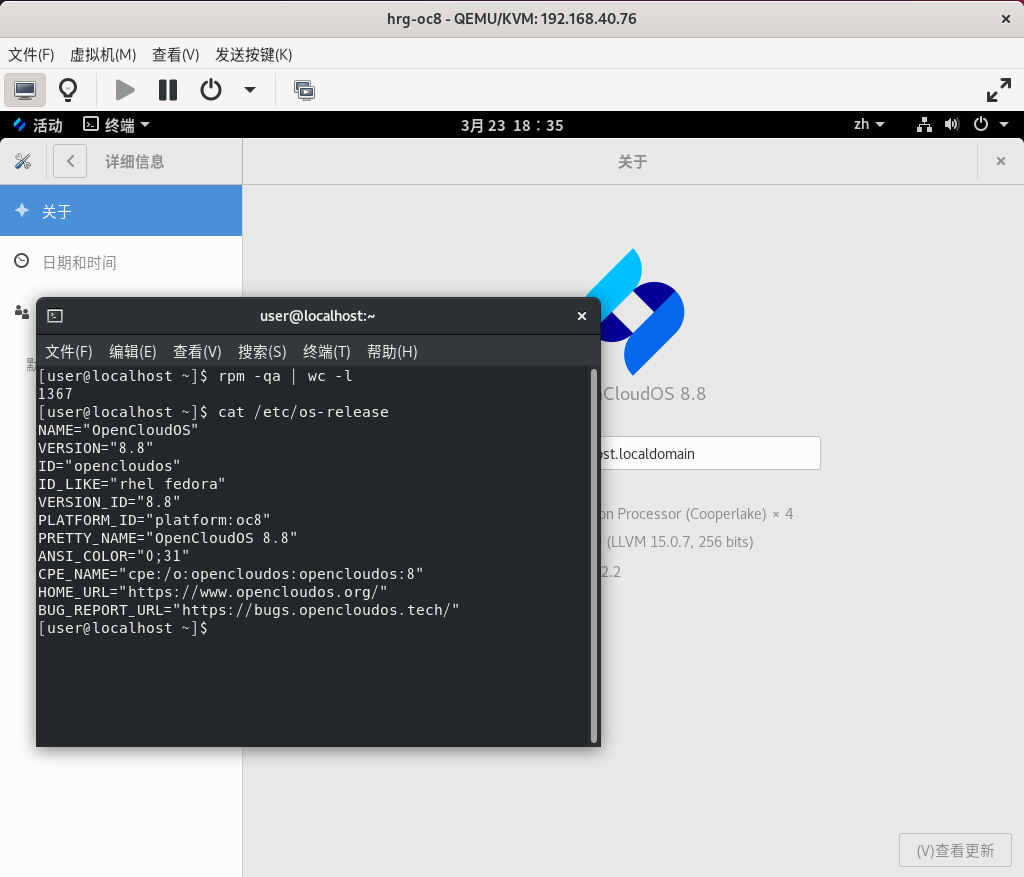 hrg-oc8 - QEMU/KVM: 192.168.40.76
文件(F) 虚拟机(M) 查看(V) 发送按键(K)
活动 终端 3月 23 18：35 zh
详细信息 关于
关于
日期和时间
CloudOS 8.8
st.localdomain
on Processor (Cooperlake) × 4
(LLVM 15.0.7, 256 bits)
2.2
user@localhost:~
文件(F) 编辑(E) 查看(V) 搜索(S) 终端(T) 帮助(H)
[user@localhost ~]$ rpm -qa | wc -l
1367
[user@localhost ~]$ cat /etc/os-release
NAME="OpenCloudOS"
VERSION="8.8"
ID="opencloudos"
ID_LIKE="rhel fedora"
VERSION_ID="8.8"
PLATFORM_ID="platform:oc8"
PRETTY_NAME="OpenCloudOS 8.8"
ANSI_COLOR="0;31"
CPE_NAME="cpe:/o:opencloudos:opencloudos:8"
HOME_URL="https://www.opencloudos.org/"
BUG_REPORT_URL="https://bugs.opencloudos.tech/"
[user@localhost ~]$
(V)查看更新